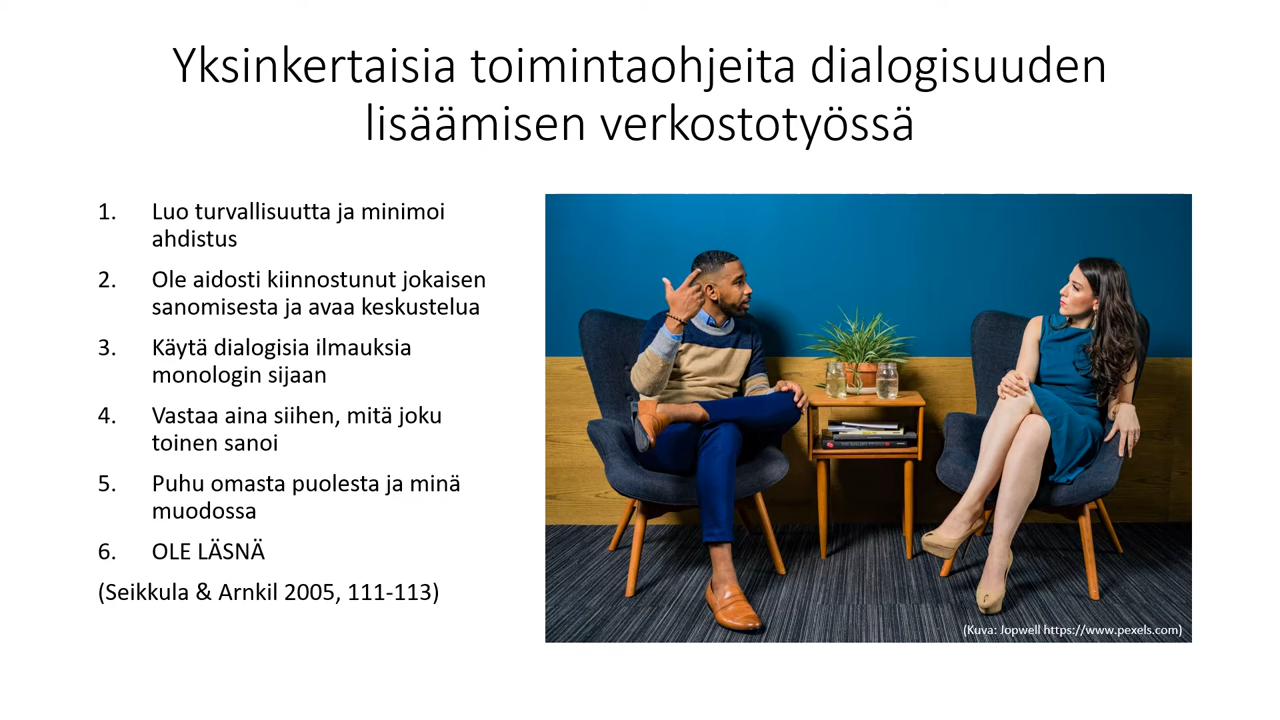 Yksinkertaisia toimintaohjeita dialogisuuden
lisäämisen verkostotyössä
1. Luo turvallisuutta ja minimoi
ahdistus
2. Ole aidosti kiinnostunut jokaisen
sanomisesta ja avaa keskustelua
3. Käytä dialogisia ilmauksia
monologin sijaan
4. Vastaa aina siihen, mitä joku
toinen sanoi
5. Puhu omasta puolesta ja minä
muodossa
6. OLE LÄSNÄ
(Seikkula & Arnkil 2005, 111-113)
(Kuva: Jopwell https://www.pexels.com)